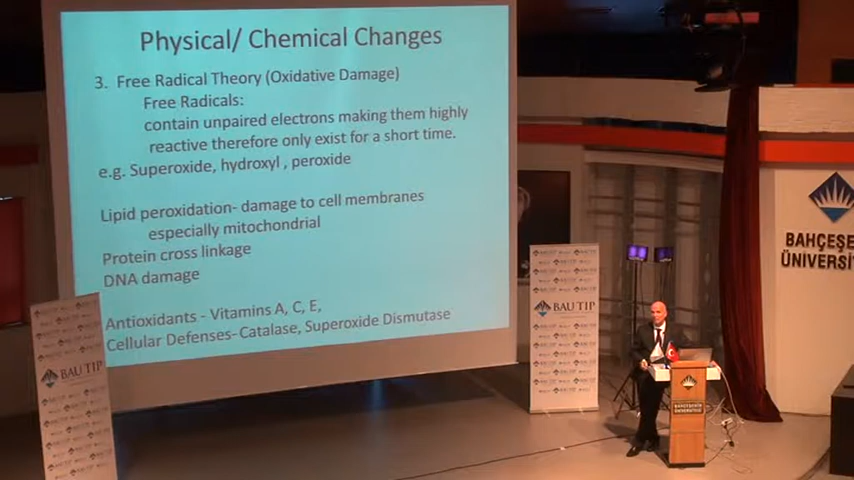 Physical/ Chemical Changes
3. Free Radical Theory (Oxidative Damage)
Free Radicals:
contain unpaired electrons making them highly
reactive therefore only exist for a short time.
e.g. Superoxide, hydroxyl , peroxide
Lipid peroxidation- damage to cell membranes
especially mitochondrial
Protein cross linkage
DNA damage
Antioxidants - Vitamins A, C, E,
Cellular Defenses- Catalase, Superoxide Dismutase
BAU TIP
BAU TIP
BAHÇEŞE
ÜNİVERSİ